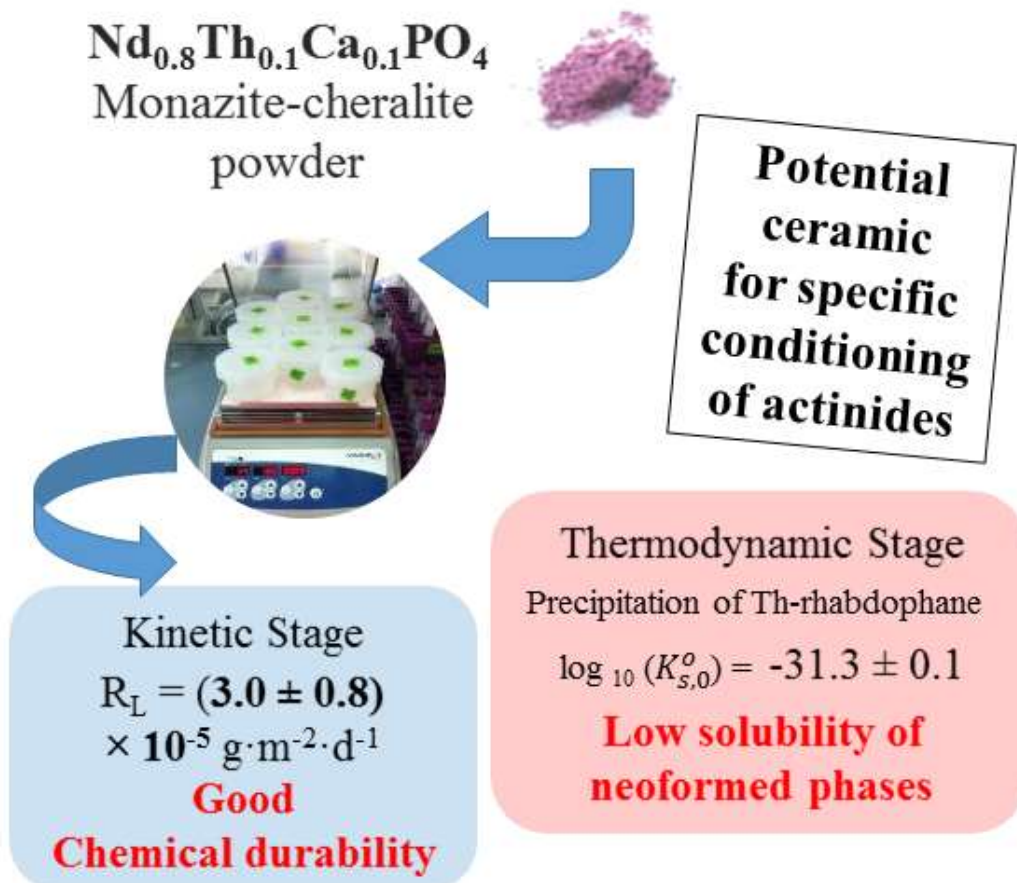 Nd₀.₈Th₀.₁Ca₀.₁PO₄
Monazite-cheralite
powder
Potential
ceramic
for specific
conditioning
of actinides
Kinetic Stage
R_L = (3.0 ± 0.8)
× 10⁻⁵ g·m⁻²·d⁻¹
Good
Chemical durability
Thermodynamic Stage
Precipitation of Th-rhabdophane
log ₁₀ (K°ₛ,₀) = -31.3 ± 0.1
Low solubility of
neoformed phases